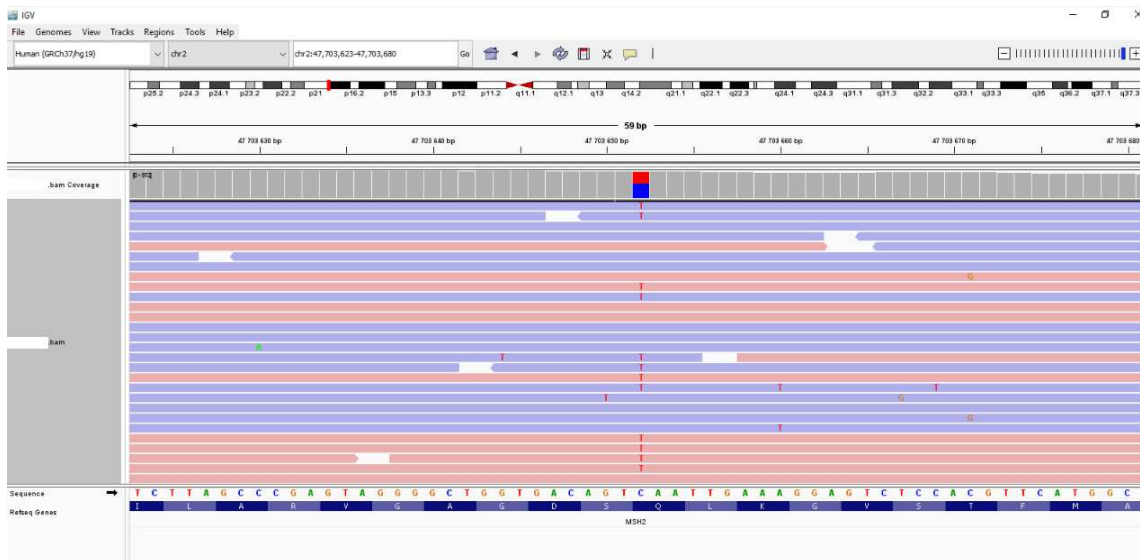 IGV
File Genomes View Tracks Regions Tools Help
Human (GRCh37/hg19) chr2 chr2:47,703,623-47,703,680 Go
p25.2 p24.3 p24.1 p23.2 p22.2 p21 p16.2 p15 p13.3 p12 p11.2 q11.1 q12.1 q13 q14.2 q21.1 q22.1 q22.3 q24.1 q24.3 q31.1 q31.3 q32.2 q33.1 q33.3 q35 q36.2 q37.1 q37.3
59 bp
47 703 630 bp 47 703 640 bp 47 703 650 bp 47 703 660 bp 47 703 670 bp 47 703 680
.bam Coverage
T
T
G
T
T
A
T T
T
T
T T T
T G
G
T
T
T
T
T
.bam
Sequence T C T T A G C C C G A G T A G G G G C T G G T G A C A G T C A A T T G A A A G G A G T C T C C A C G T T C A T G G C
Refseq Genes I L A R V G A G D S Q L K G V S T F M A
MSH2